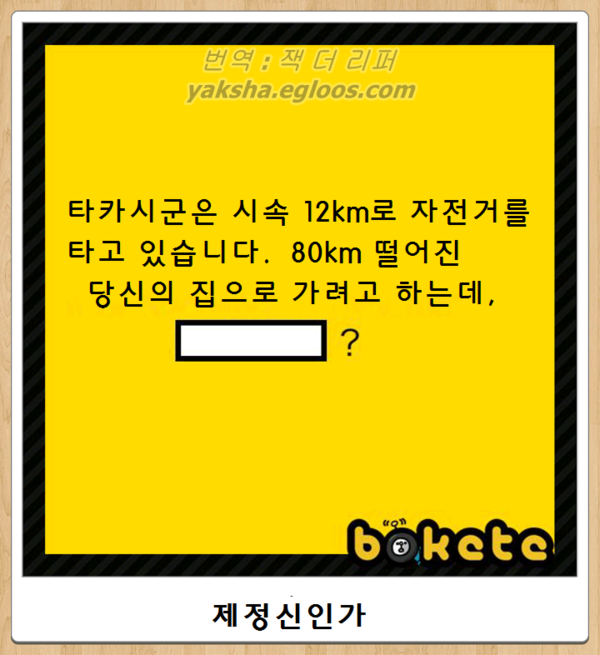 번역 : 잭 더 리퍼
yaksha.egloos.com
타카시군은 시속 12km로 자전거를
타고 있습니다. 80km 떨어진
당신의 집으로 가려고 하는데,
?
bokete
제정신인가